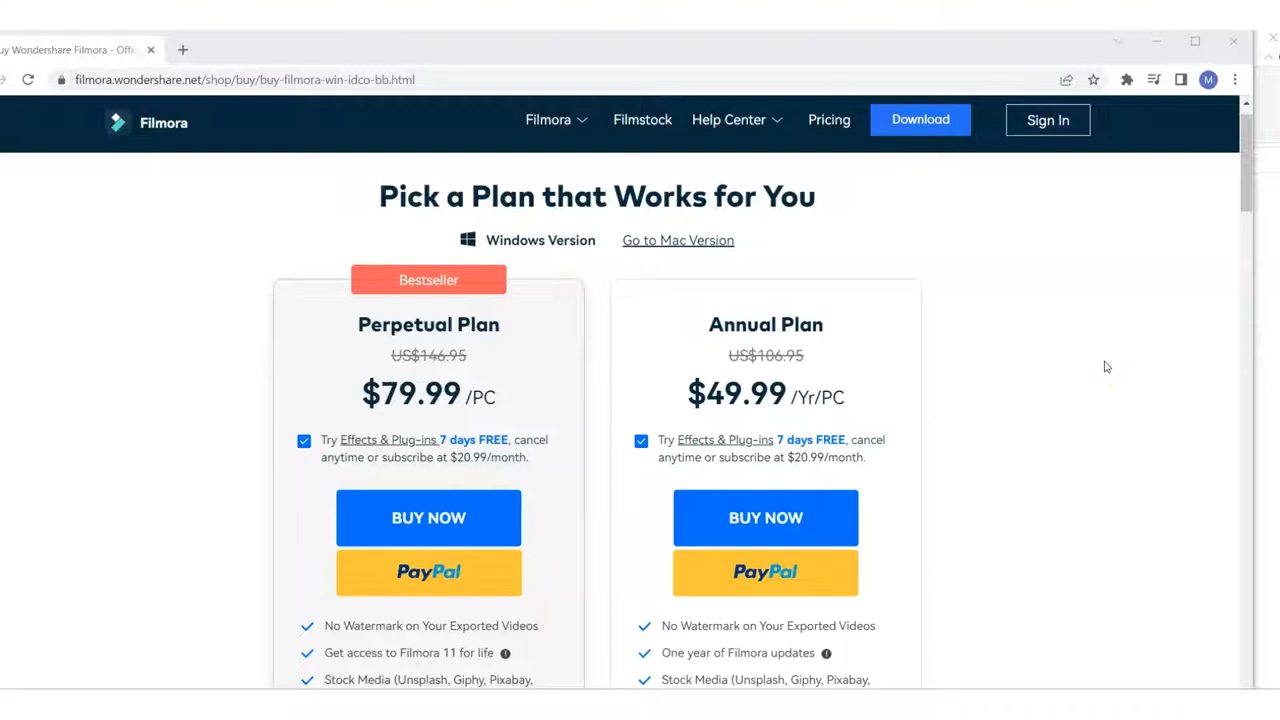 uy Wondershare Filmora - Offic
filmora.wondershare.net/shop/buy/buy-filmora-win-idco-bb.html
M
Filmora
Filmora
Filmstock
Help Center
Pricing
Download
Sign In
Pick a Plan that Works for You
Windows Version
Go to Mac Version
Bestseller
Perpetual Plan
US$146.95
$79.99 /PC
Try Effects & Plug-ins 7 days FREE, cancel
anytime or subscribe at $20.99/month.
BUY NOW
PayPal
No Watermark on Your Exported Videos
Get access to Filmora 11 for life
Stock Media (Unsplash, Giphy, Pixabay,
Annual Plan
US$106.95
$49.99 /Yr/PC
Try Effects & Plug-ins 7 days FREE, cancel
anytime or subscribe at $20.99/month.
BUY NOW
PayPal
No Watermark on Your Exported Videos
One year of Filmora updates
Stock Media (Unsplash, Giphy, Pixabay,